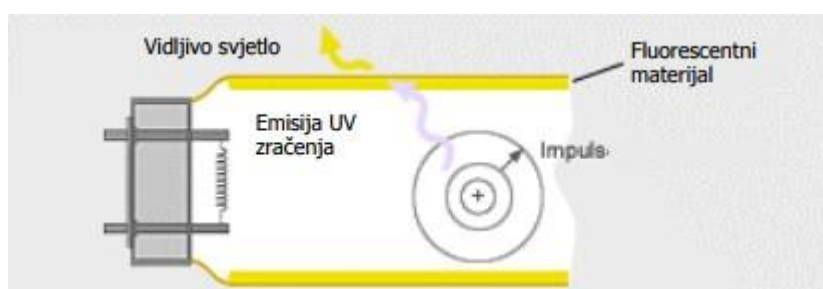 Vidljivo svjetlo
Fluorescentni
materijal
Emisija UV
zračenja
Impuls
+